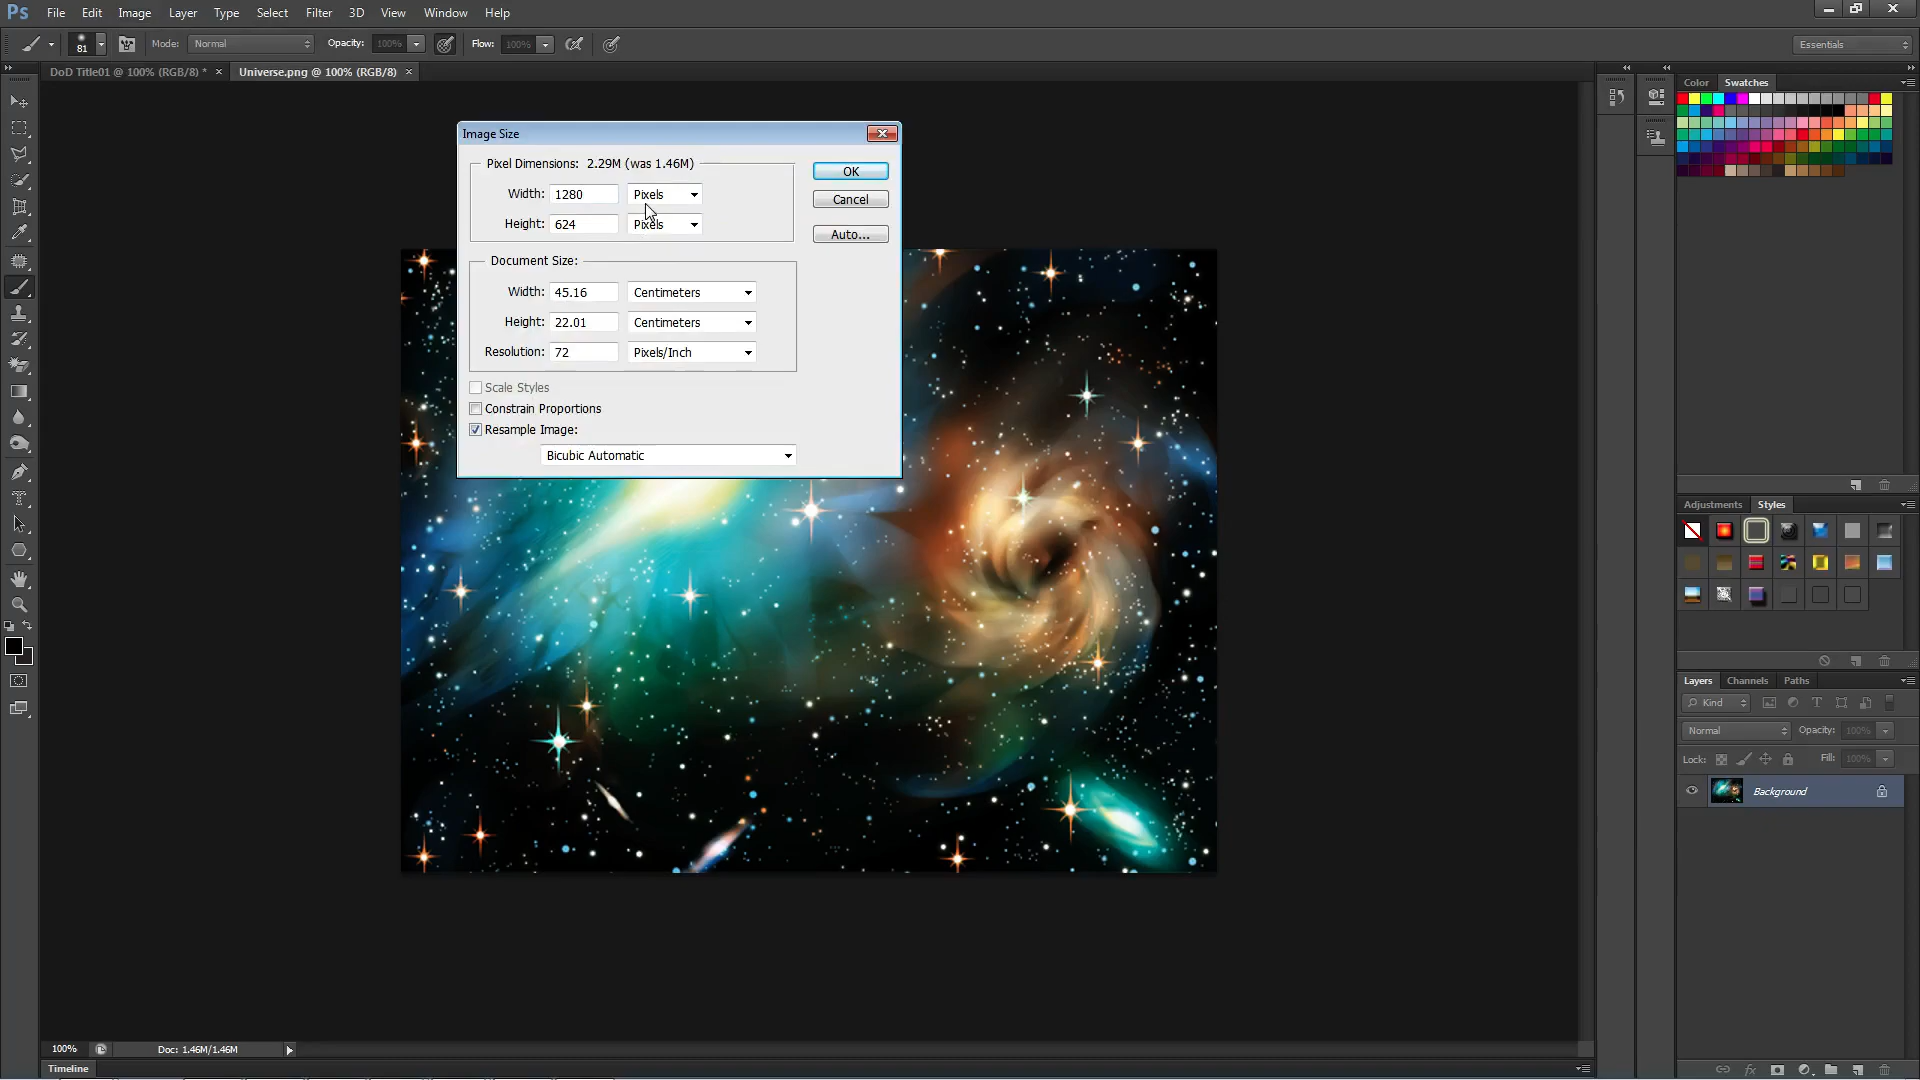 Ps File Edit Image Layer Type Select Filter 3D View Window Help
81 Mode: Normal Opacity: 100% Flow: 100% Essentials
DoD Title01 @ 100% (RGB/8) * × Universe.png @ 100% (RGB/8) ×
Color Swatches
Image Size
Pixel Dimensions: 2.29M (was 1.46M)
OK
Width: 1280 Pixels
Cancel
Height: 624 Pixels
Auto...
Document Size:
Width: 45.16 Centimeters
Height: 22.01 Centimeters
Resolution: 72 Pixels/Inch
Scale Styles
Constrain Proportions
Resample Image:
Bicubic Automatic
Adjustments Styles
Layers Channels Paths
Kind
Normal Opacity: 100%
Lock: Fill: 100%
Background
100% Doc: 1.46M/1.46M
Timeline